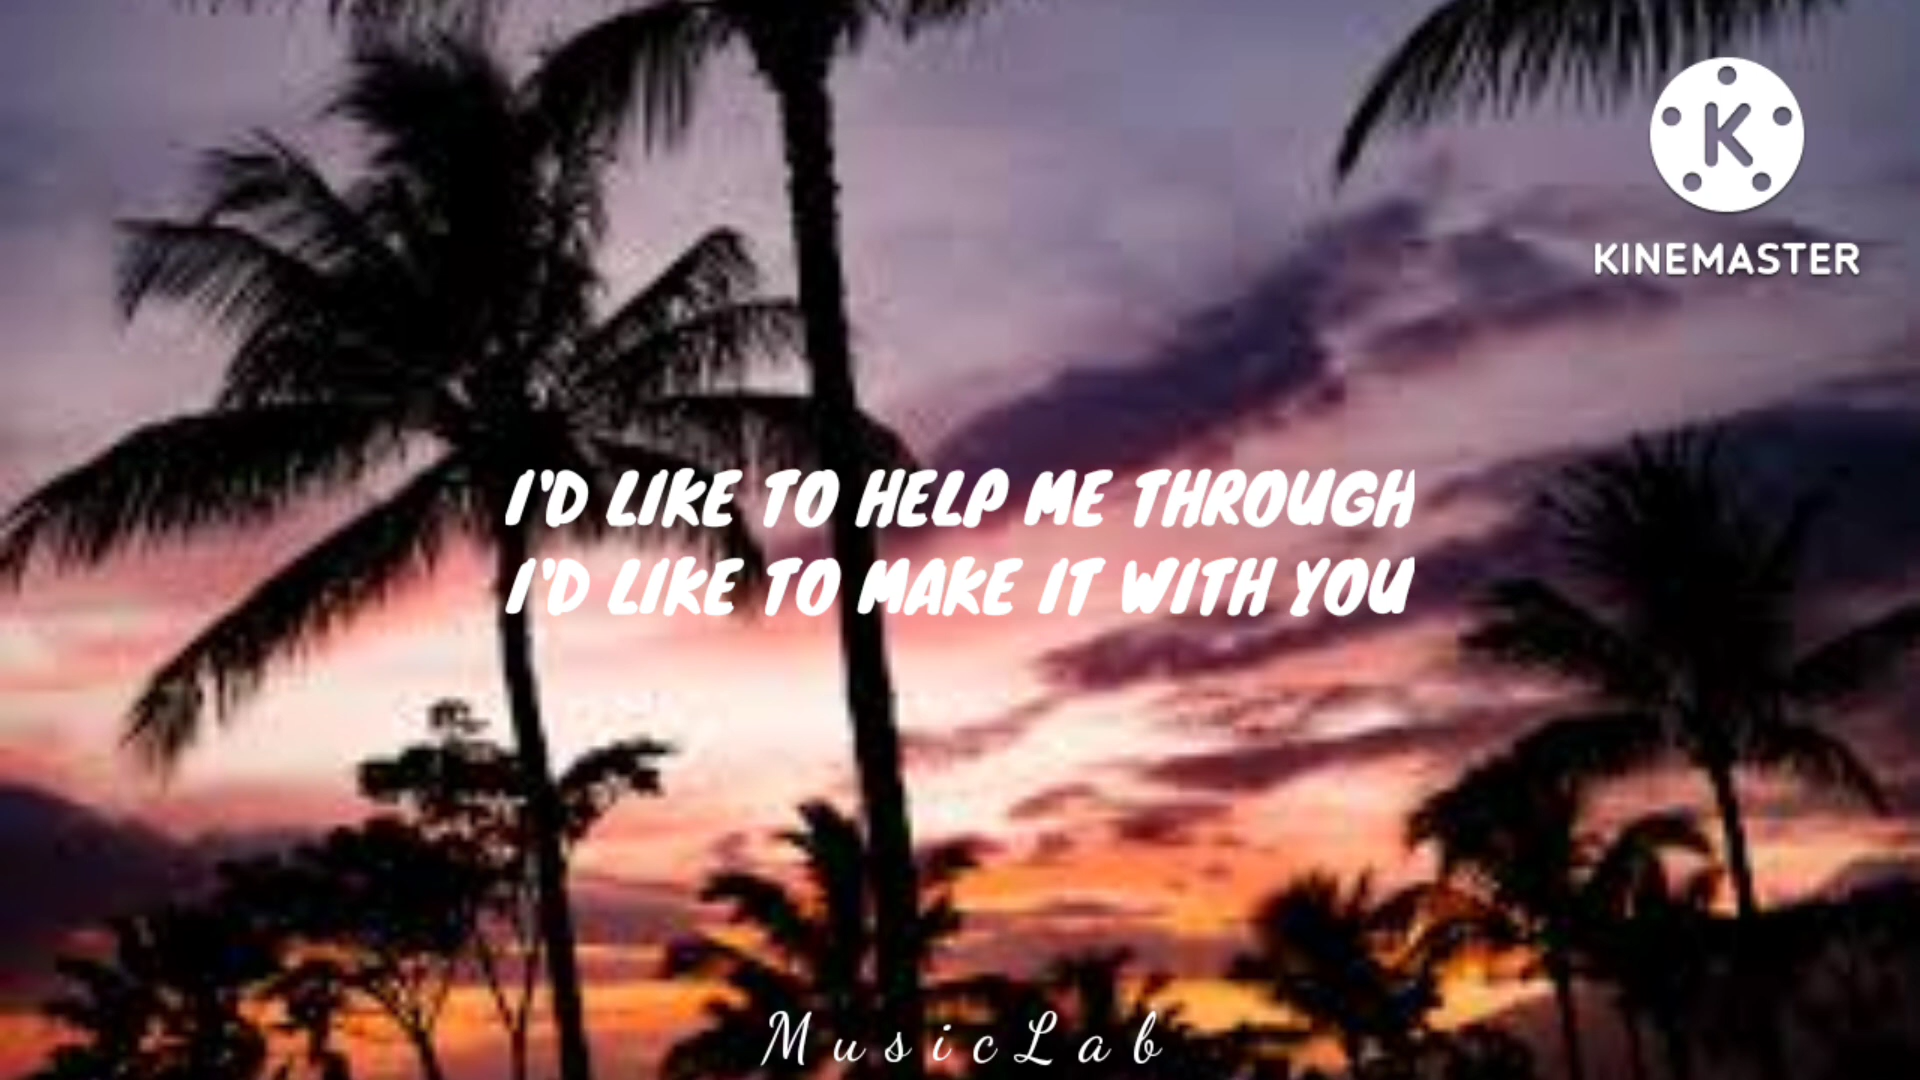 K
KINEMASTER
I'D LIKE TO HELP ME THROUGH
I'D LIKE TO MAKE IT WITH YOU
MusicLab